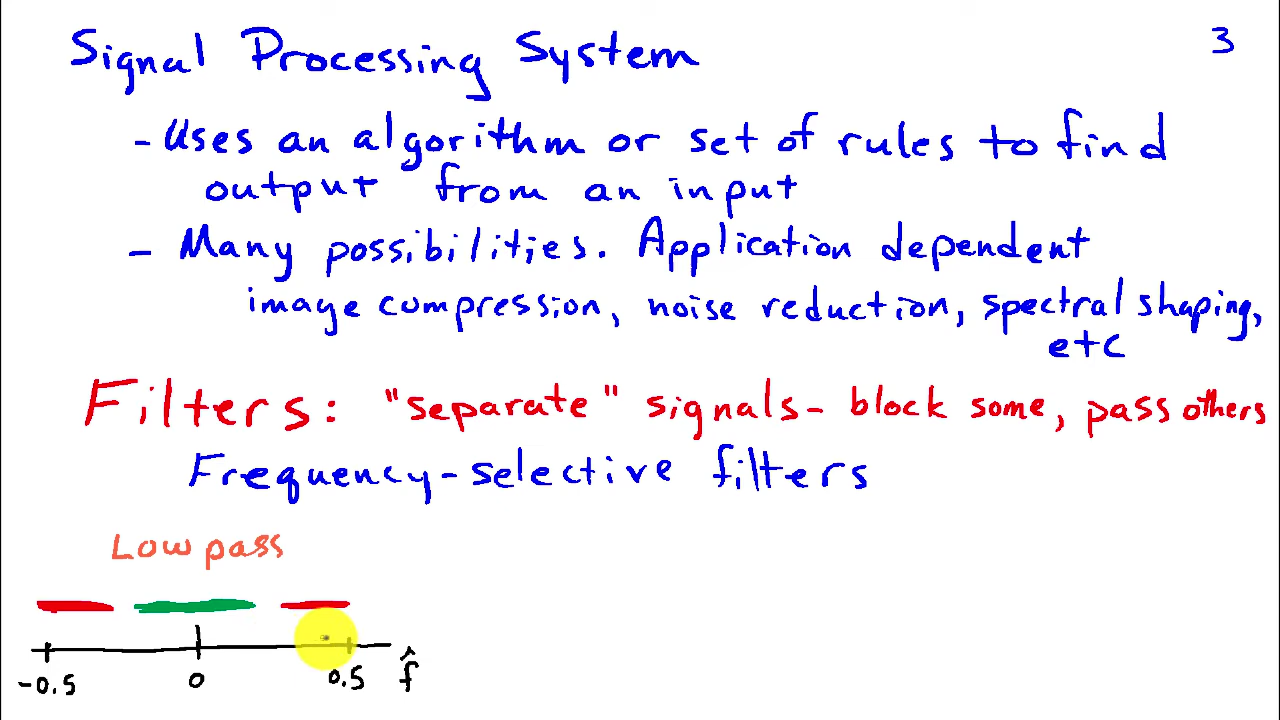 Signal Processing System
3
- Uses an algorithm or set of rules to find
output from an input
- Many possibilities. Application dependent
image compression, noise reduction, spectral shaping,
etc
Filters: "separate" signals - block some, pass others
Frequency-selective filters
Low pass
-0.5 0 0.5 f̂